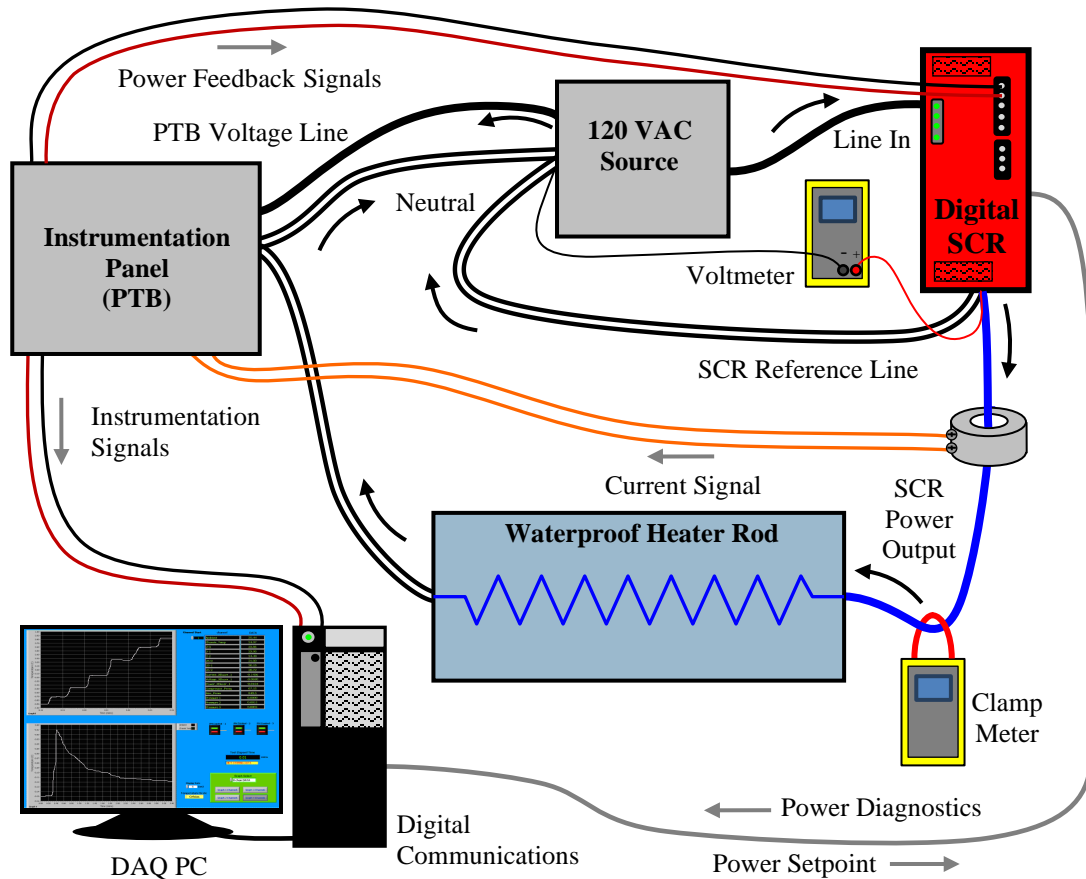 Power Feedback Signals
PTB Voltage Line
120 VAC
Source
Line In
Neutral
Instrumentation
Panel
(PTB)
Digital
SCR
- +
Voltmeter
SCR Reference Line
Instrumentation
Signals
Current Signal
SCR
Power
Output
Waterproof Heater Rod
Clamp
Meter
Power Diagnostics
Digital
Communications
Power Setpoint
DAQ PC